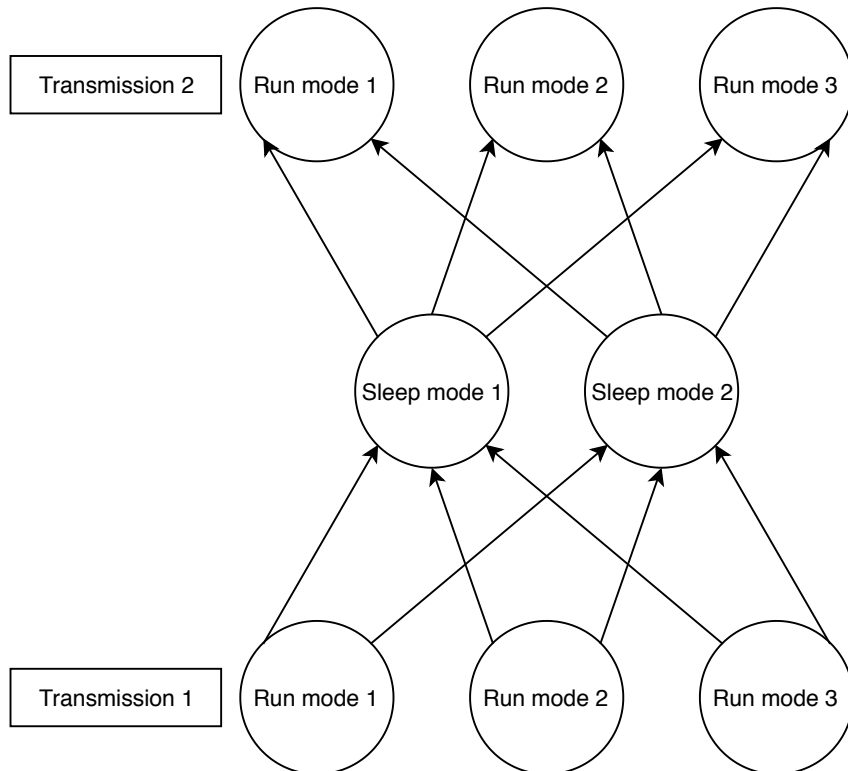 Transmission 2
Run mode 1
Run mode 2
Run mode 3
Sleep mode 1
Sleep mode 2
Transmission 1
Run mode 1
Run mode 2
Run mode 3